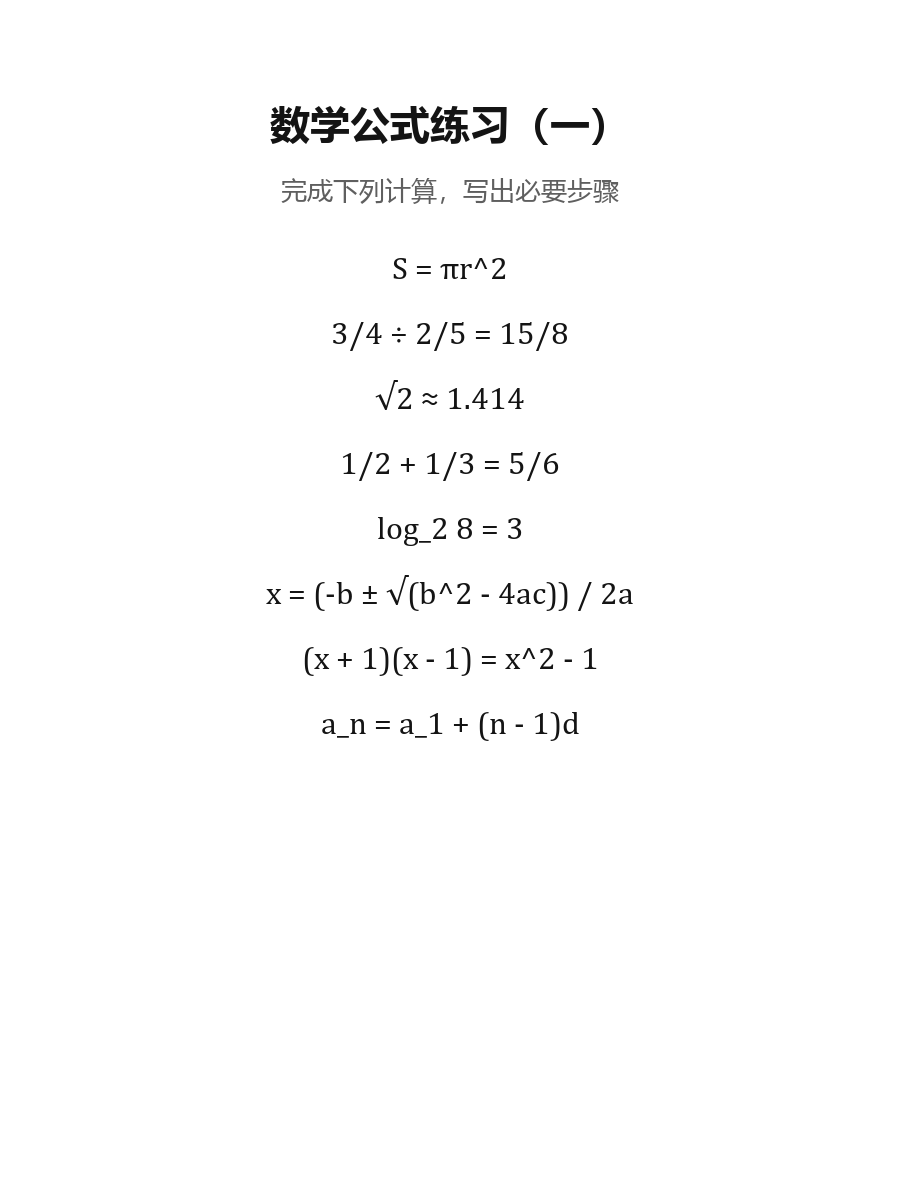 数学公式练习（一）
完成下列计算，写出必要步骤
S = πr^2
3/4 ÷ 2/5 = 15/8
√2 ≈ 1.414
1/2 + 1/3 = 5/6
log_2 8 = 3
x = (-b ± √(b^2 - 4ac)) / 2a
(x + 1)(x - 1) = x^2 - 1
a_n = a_1 + (n - 1)d